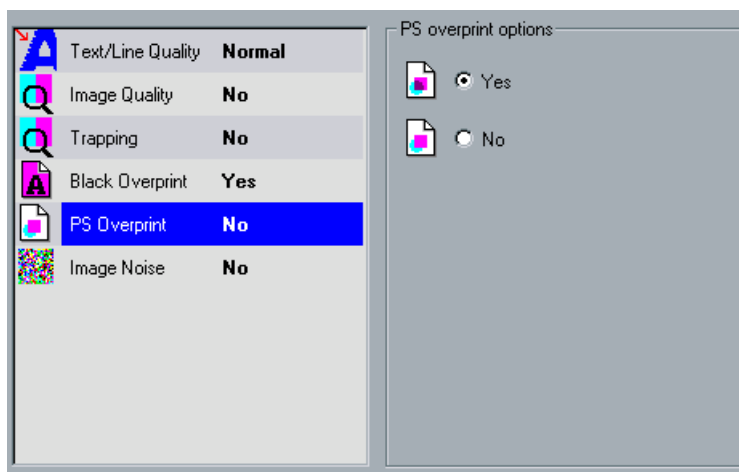 Text/Line Quality Normal
Image Quality No
Trapping No
Black Overprint Yes
PS Overprint No
Image Noise No
PS overprint options
Yes
No